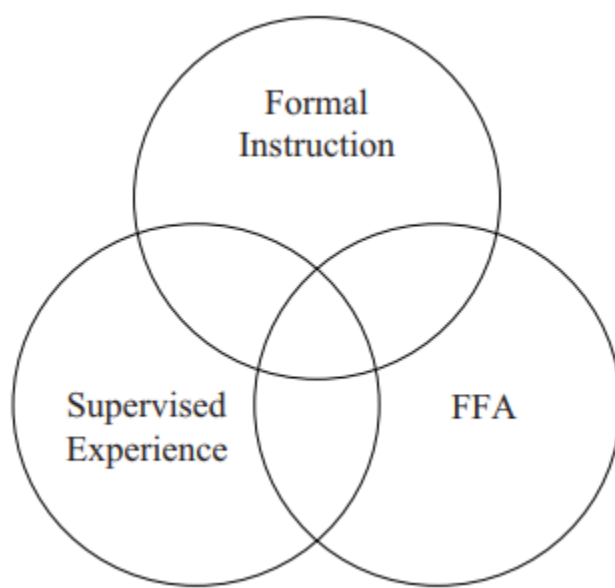 Formal
Instruction
Supervised
Experience
FFA